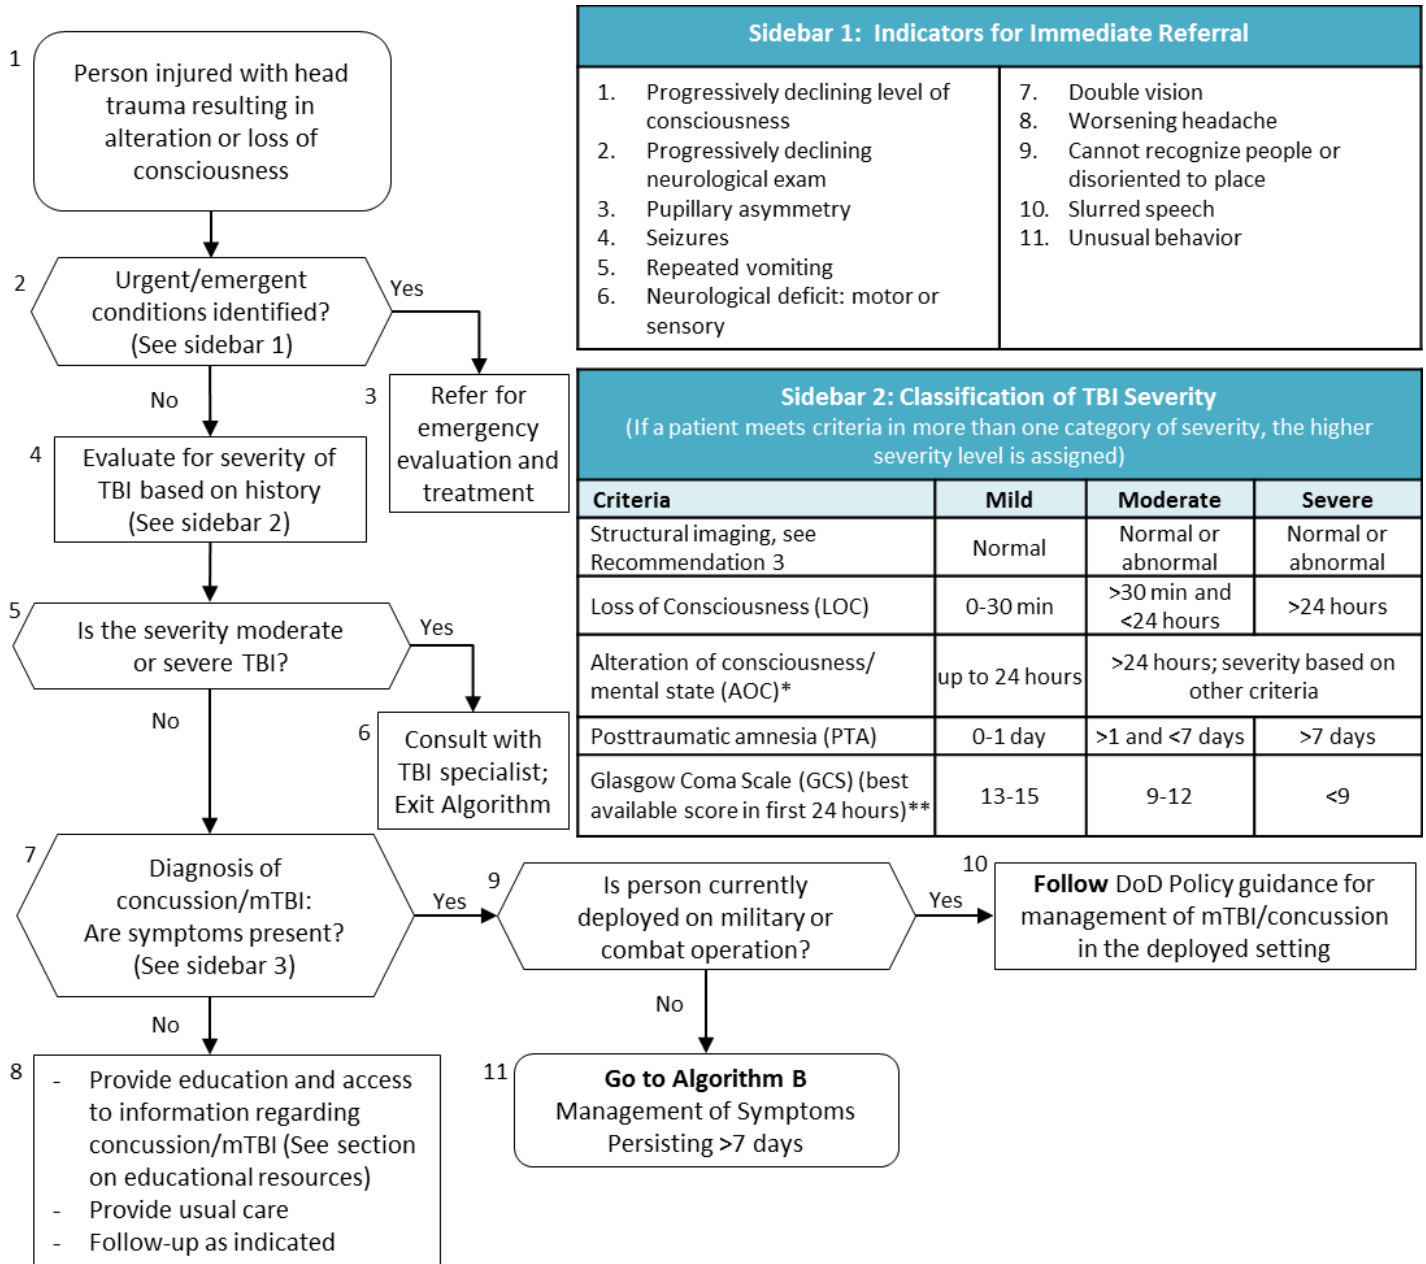 1
Person injured with head
trauma resulting in
alteration or loss of
consciousness
2
Urgent/emergent
conditions identified?
(See sidebar 1)
Yes
No
3
Refer for
emergency
evaluation and
treatment
4
Evaluate for severity of
TBI based on history
(See sidebar 2)
5
Is the severity moderate
or severe TBI?
Yes
No
6
Consult with
TBI specialist;
Exit Algorithm
7
Diagnosis of
concussion/mTBI:
Are symptoms present?
(See sidebar 3)
Yes
No
8
- Provide education and access
to information regarding
concussion/mTBI (See section
on educational resources)
- Provide usual care
- Follow-up as indicated
9
Is person currently
deployed on military or
combat operation?
Yes
No
10
Follow DoD Policy guidance for
management of mTBI/concussion
in the deployed setting
11
Go to Algorithm B
Management of Symptoms
Persisting >7 days
Sidebar 1: Indicators for Immediate Referral
1. Progressively declining level of
consciousness
2. Progressively declining
neurological exam
3. Pupillary asymmetry
4. Seizures
5. Repeated vomiting
6. Neurological deficit: motor or
sensory
7. Double vision
8. Worsening headache
9. Cannot recognize people or
disoriented to place
10. Slurred speech
11. Unusual behavior
Sidebar 2: Classification of TBI Severity
(If a patient meets criteria in more than one category of severity, the higher
severity level is assigned)
Criteria Mild Moderate Severe
Structural imaging, see
Recommendation 3
Normal
Normal or
abnormal
Normal or
abnormal
Loss of Consciousness (LOC)
0-30 min
>30 min and
<24 hours
>24 hours
Alteration of consciousness/
mental state (AOC)*
up to 24 hours
>24 hours; severity based on
other criteria
Posttraumatic amnesia (PTA) 0-1 day >1 and <7 days >7 days
Glasgow Coma Scale (GCS) (best
available score in first 24 hours)**
13-15
9-12
<9